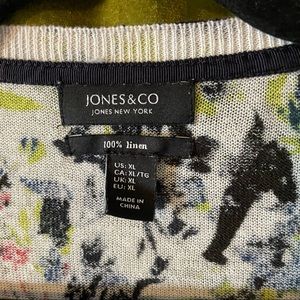 JONES&CO
JONES NEW YORK
100% linen
US: XL
CA: XL/TG
UK: XL
EU: XL
MADE IN
CHINA